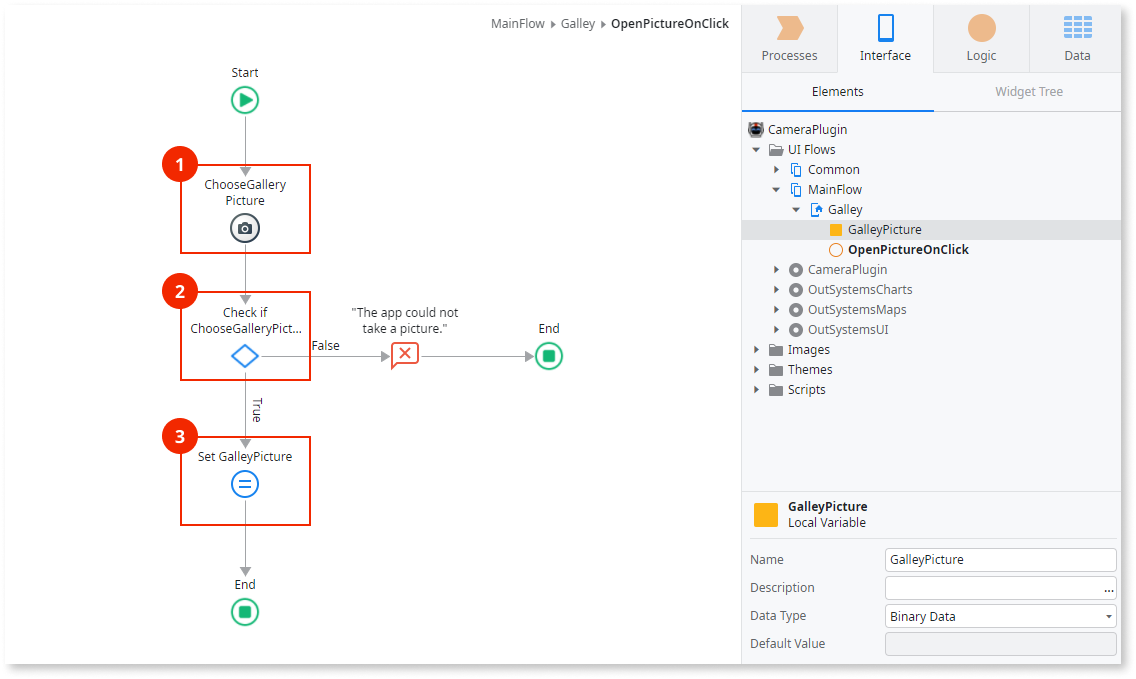 MainFlow ▸ Galley ▸ OpenPictureOnClick
Start
1
ChooseGallery
Picture
2
Check if
ChooseGalleryPict...
False
"The app could not
take a picture."
End
True
3
Set GalleyPicture
End
Processes
Interface
Logic
Data
Elements
Widget Tree
CameraPlugin
UI Flows
Common
MainFlow
Galley
GalleyPicture
OpenPictureOnClick
CameraPlugin
OutSystemsCharts
OutSystemsMaps
OutSystemsUI
Images
Themes
Scripts
GalleyPicture
Local Variable
Name GalleyPicture
Description ...
Data Type Binary Data
Default Value